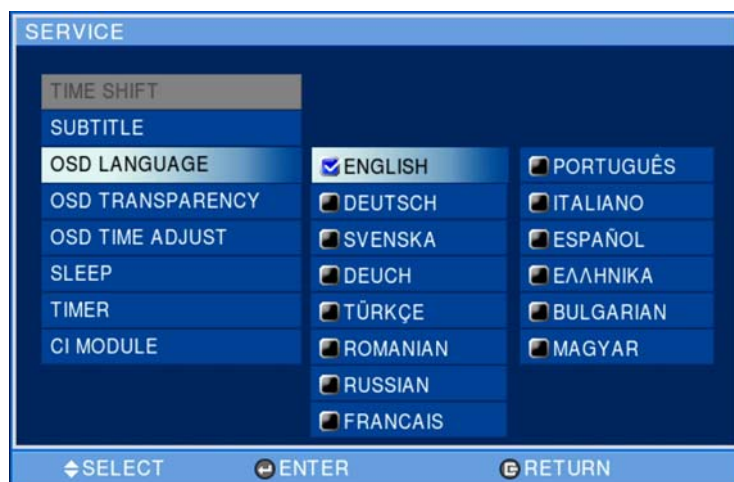 SERVICE
TIME SHIFT
SUBTITLE
OSD LANGUAGE
OSD TRANSPARENCY
OSD TIME ADJUST
SLEEP
TIMER
CI MODULE
ENGLISH
DEUTSCH
SVENSKA
DEUCH
TÜRKÇE
ROMANIAN
RUSSIAN
FRANCAIS
PORTUGUÊS
ITALIANO
ESPAÑOL
ΕΛΛΗΝΙΚΑ
BULGARIAN
MAGYAR
SELECT ENTER RETURN